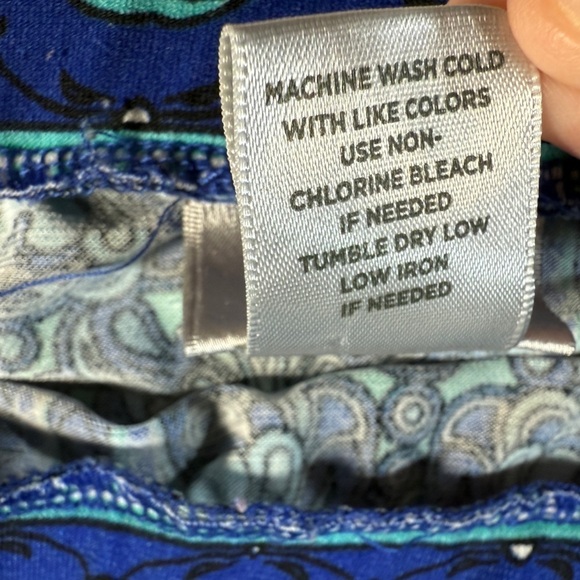 MACHINE WASH COLD
WITH LIKE COLORS
USE NON-
CHLORINE BLEACH
IF NEEDED
TUMBLE DRY LOW
LOW IRON
IF NEEDED